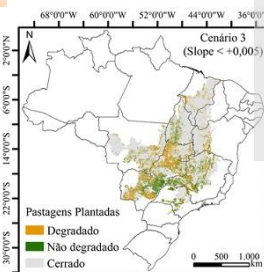 68°0'0"W 60°0'0"W 52°0'0"W 44°0'0"W 36°0'
N
Cenário 3
(Slope < +0,005)
2°0'0"N
6°0'0"S
14°0'0"S
22°0'0"S
30°0'0"S
Pastagens Plantadas
Degradado
Não degradado
Cerrado
0 500 1.000
km